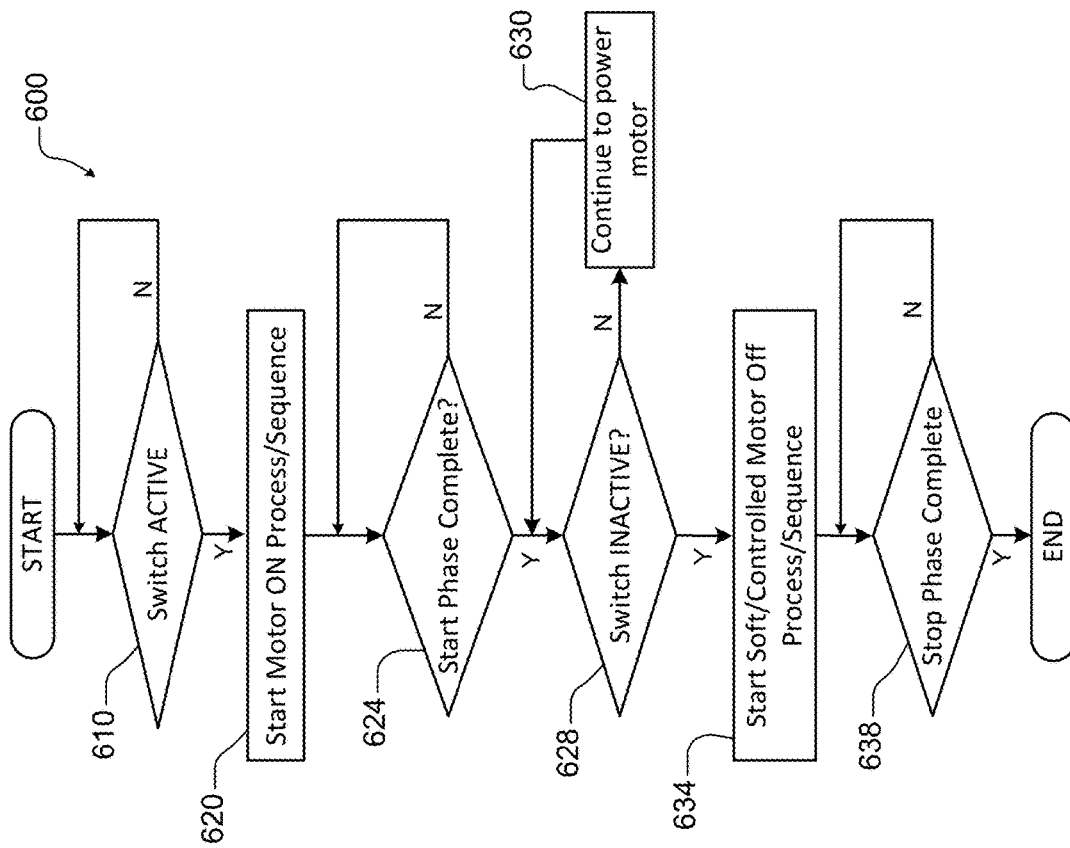 600
START
610
Switch ACTIVE
N
Y
620
Start Motor ON Process/Sequence
624
Start Phase Complete?
N
Y
628
Switch INACTIVE?
N
630
Continue to power
motor
Y
634
Start Soft/Controlled Motor Off
Process/Sequence
638
Stop Phase Complete
N
Y
END